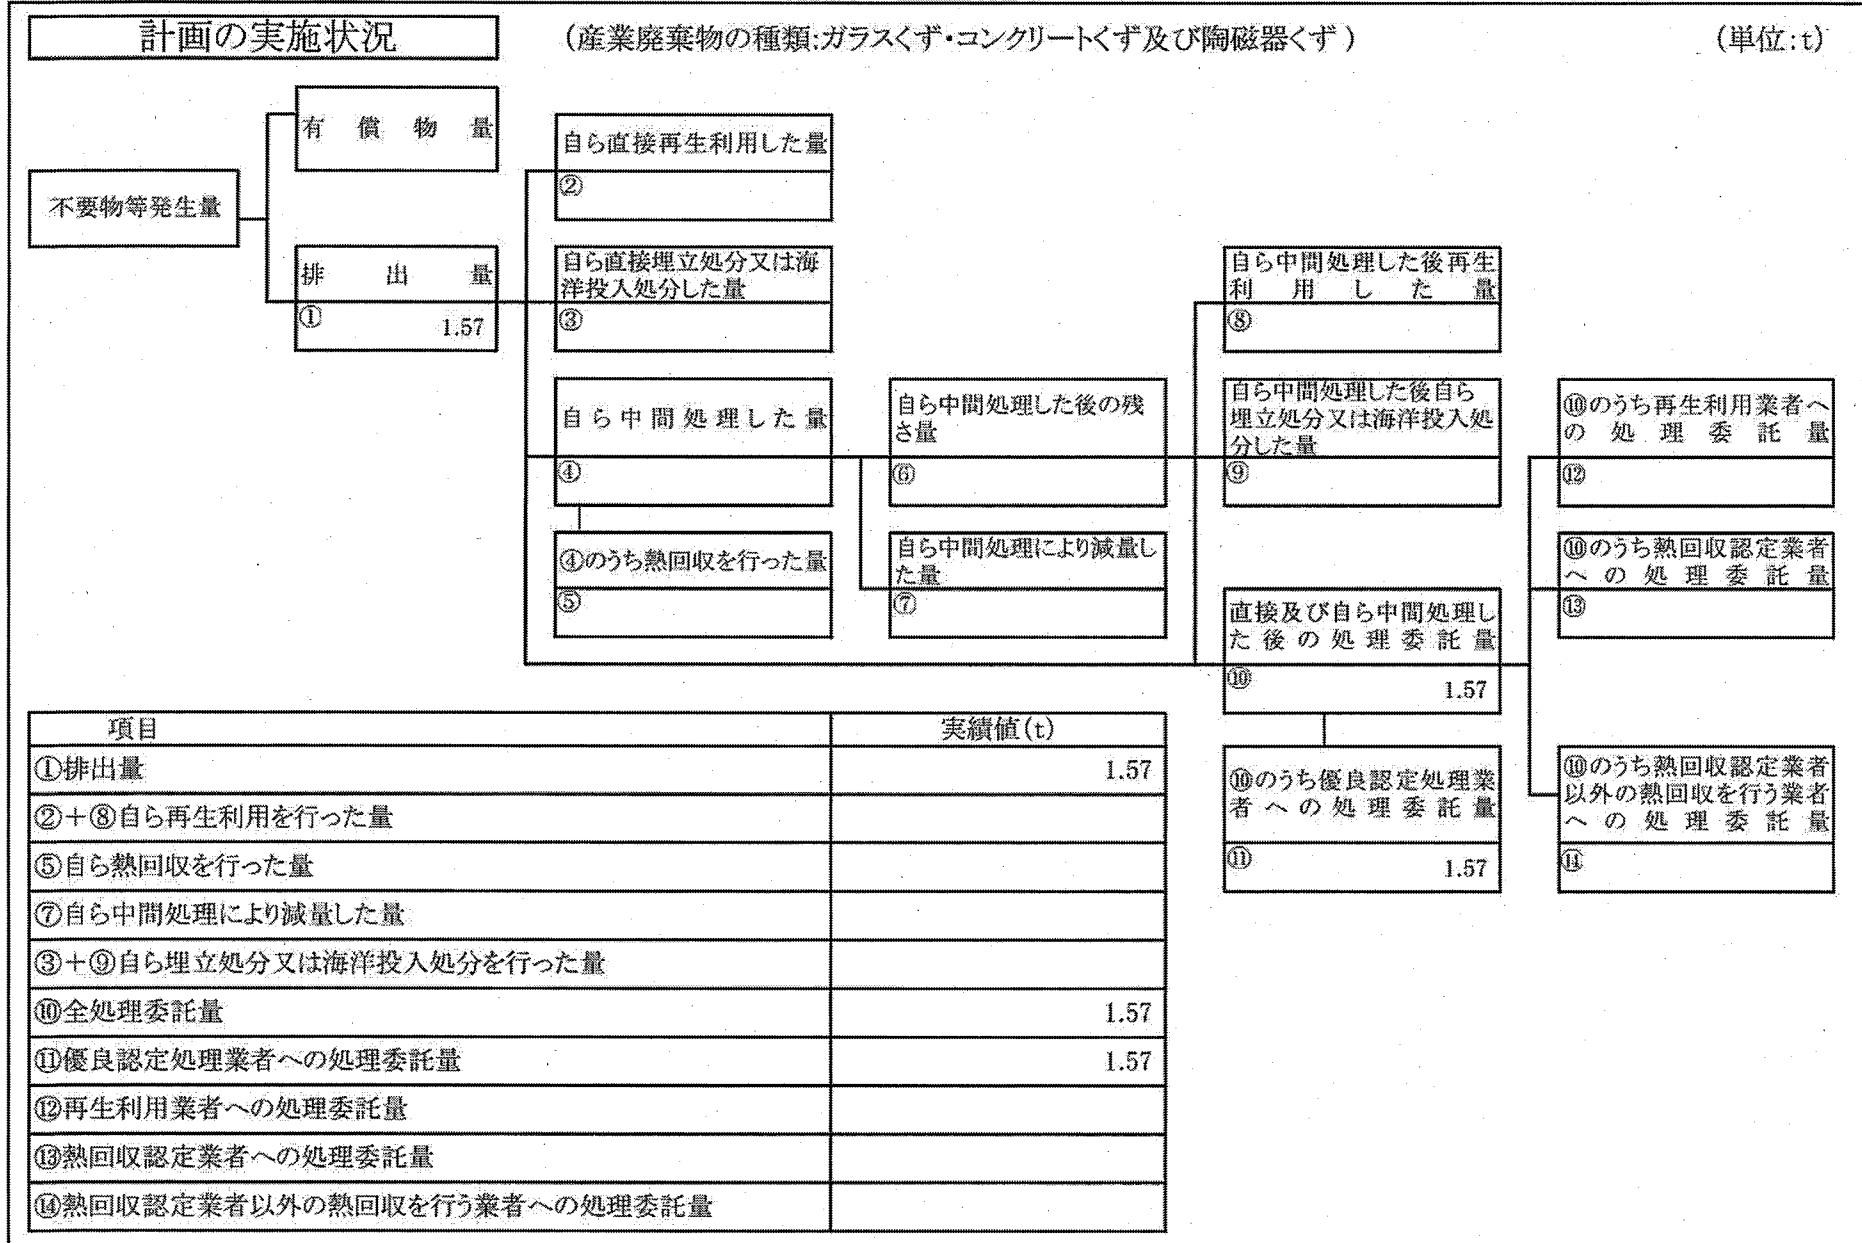 計画の実施状況
(産業廃棄物の種類:ガラスくず・コンクリートくず及び陶磁器くず)
(単位:t)
有償物量
不要物等発生量
排出量
① 1.57
自ら直接再生利用した量
②
自ら直接埋立処分又は海
洋投入処分した量
③
自ら中間処理した量
④
④のうち熱回収を行った量
⑤
自ら中間処理した後の残
さ量
⑥
自ら中間処理により減量し
た量
⑦
自ら中間処理した後再生
利用した量
⑧
自ら中間処理した後自ら
埋立処分又は海洋投入処
分した量
⑨
直接及び自ら中間処理し
た後の処理委託量
⑩ 1.57
⑩のうち優良認定処理業
者への処理委託量
⑪ 1.57
⑩のうち再生利用業者へ
の処理委託量
⑫
⑩のうち熱回収認定業者
への処理委託量
⑬
⑩のうち熱回収認定業者
以外の熱回収を行う業者
への処理委託量
⑭
項目 実績値(t)
①排出量 1.57
②+⑧自ら再生利用を行った量
⑤自ら熱回収を行った量
⑦自ら中間処理により減量した量
③+⑨自ら埋立処分又は海洋投入処分を行った量
⑩全処理委託量 1.57
⑪優良認定処理業者への処理委託量 1.57
⑫再生利用業者への処理委託量
⑬熱回収認定業者への処理委託量
⑭熱回収認定業者以外の熱回収を行う業者への処理委託量